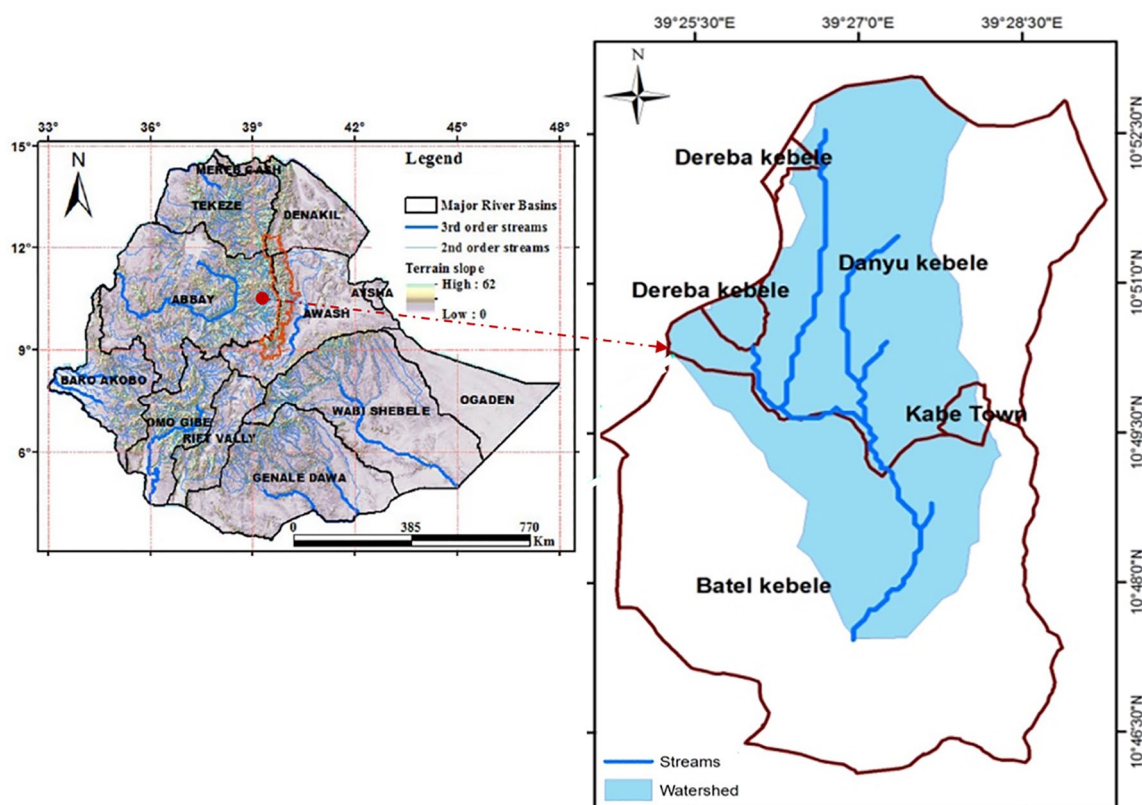 33°
36°
39°
42°
45°
48°
15°
12°
9°
6°
N
Legend
Major River Basins
3rd order streams
2nd order streams
Terrain slope
High : 62
Low : 0
MEREB GASH
TEKEZE
DENAKIL
ABBAY
AYSHA
AWASH
BAKO AKOBO
OMO GIBE
RIFT VALLY
WABI SHEBELE
OGADEN
GENALE DAWA
0
385
770
Km
39°25'30"E
39°27'0"E
39°28'30"E
N
10°52'30"N
10°51'0"N
10°49'30"N
10°48'0"N
10°46'30"N
Dereba kebele
Danyu kebele
Dereba kebele
Kabe Town
Batel kebele
Streams
Watershed